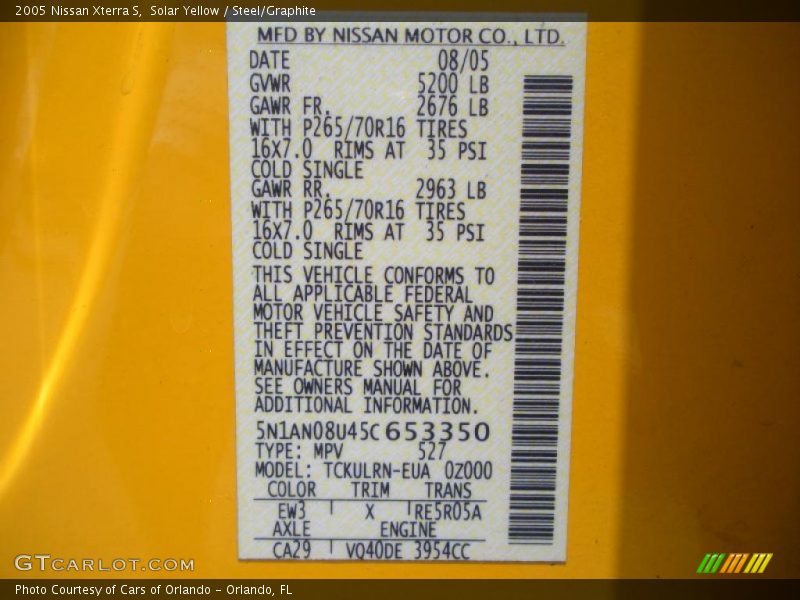 2005 Nissan Xterra S,  Solar Yellow / Steel/Graphite
MFD BY NISSAN MOTOR CO., LTD.
DATE 08/05
GVWR 5200 LB
GAWR FR. 2676 LB
WITH P265/70R16 TIRES
16X7.0 RIMS AT 35 PSI
COLD SINGLE
GAWR RR. 2963 LB
WITH P265/70R16 TIRES
16X7.0 RIMS AT 35 PSI
COLD SINGLE
THIS VEHICLE CONFORMS TO
ALL APPLICABLE FEDERAL
MOTOR VEHICLE SAFETY AND
THEFT PREVENTION STANDARDS
IN EFFECT ON THE DATE OF
MANUFACTURE SHOWN ABOVE.
SEE OWNERS MANUAL FOR
ADDITIONAL INFORMATION.
5N1AN08U45C653350
TYPE: MPV 527
MODEL: TCKULRN-EUA 0Z000
COLOR TRIM TRANS
EW3 X RE5R05A
AXLE ENGINE
CA29 VQ40DE 3954CC
GTCARLOT.COM
Photo Courtesy of Cars of Orlando - Orlando, FL